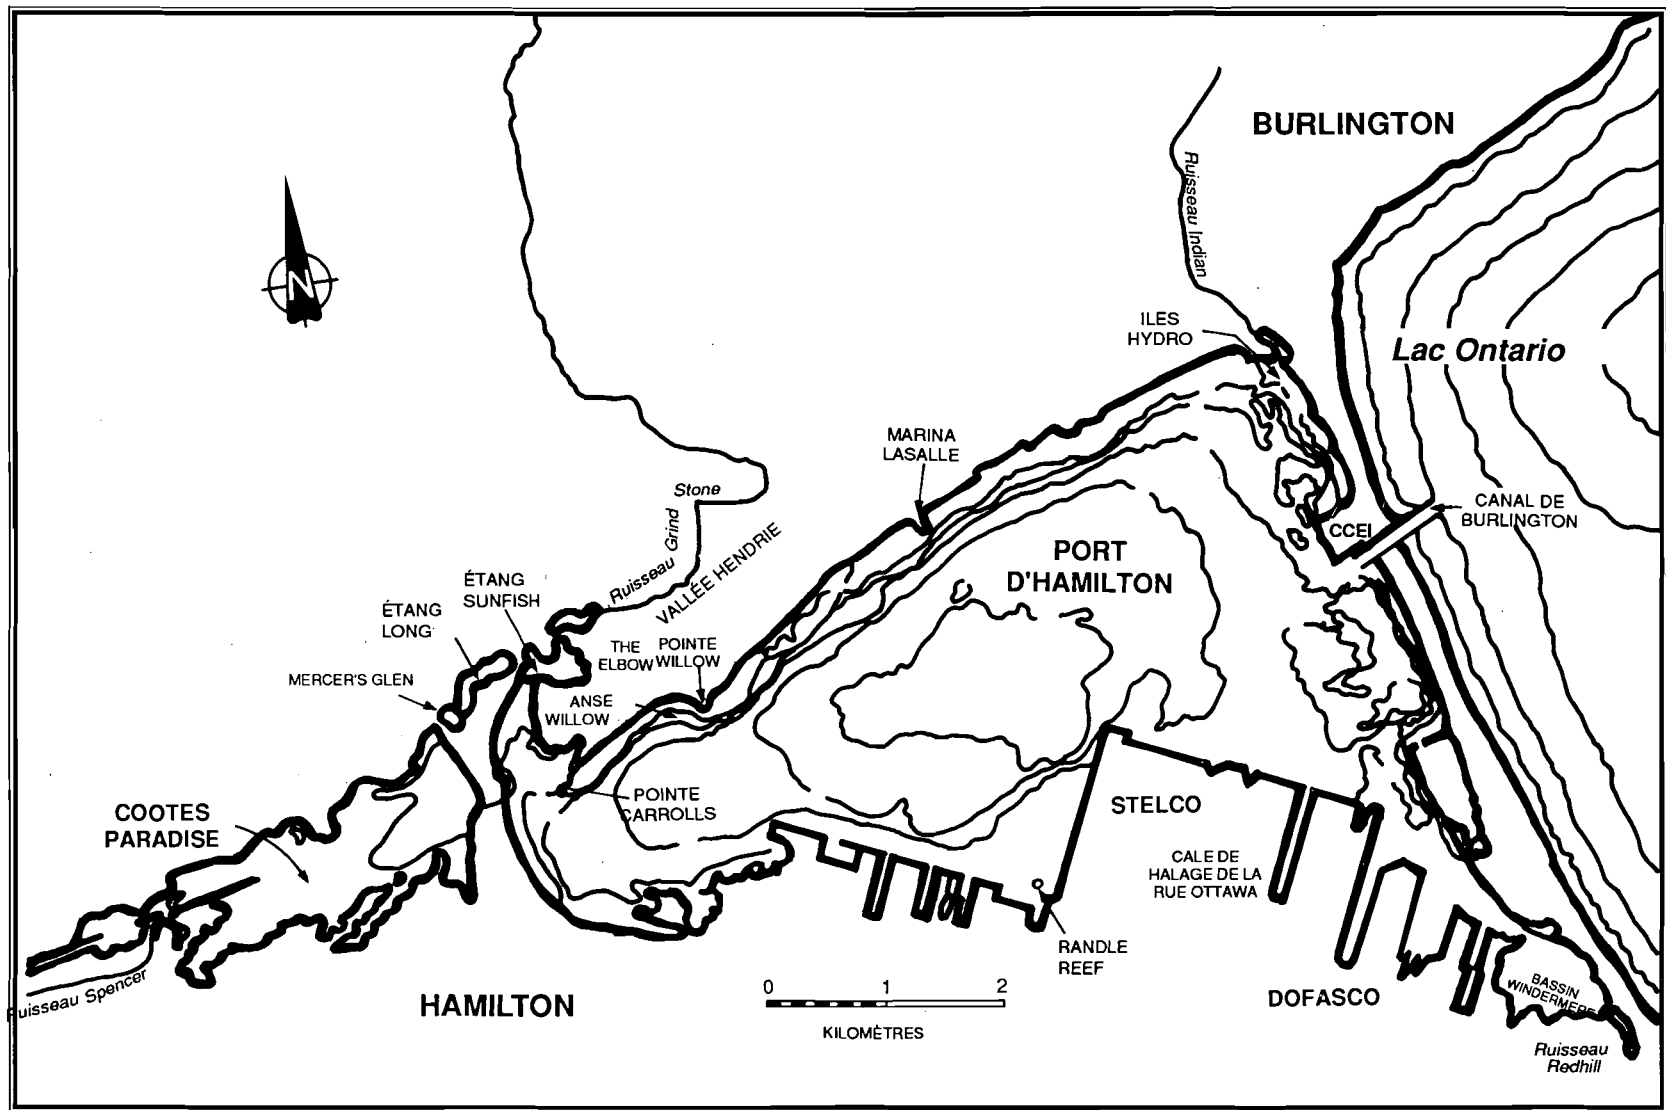 BURLINGTON
Ruisseau Indian
N
ILES
HYDRO
Lac Ontario
MARINA
LASALLE
Stone
Ruisseau Grind
CANAL DE
BURLINGTON
CCEI
VALLÉE HENDRIE
PORT
D'HAMILTON
ÉTANG
SUNFISH
ÉTANG
LONG
THE
ELBOW
POINTE
WILLOW
MERCER'S GLEN
ANSE
WILLOW
POINTE
CARROLLS
STELCO
COOTES
PARADISE
CALE DE
HALAGE DE LA
RUE OTTAWA
RANDLE
REEF
Ruisseau Spencer
HAMILTON
0 1 2
KILOMÈTRES
DOFASCO
BASSIN
WINDERMERE
Ruisseau
Redhill